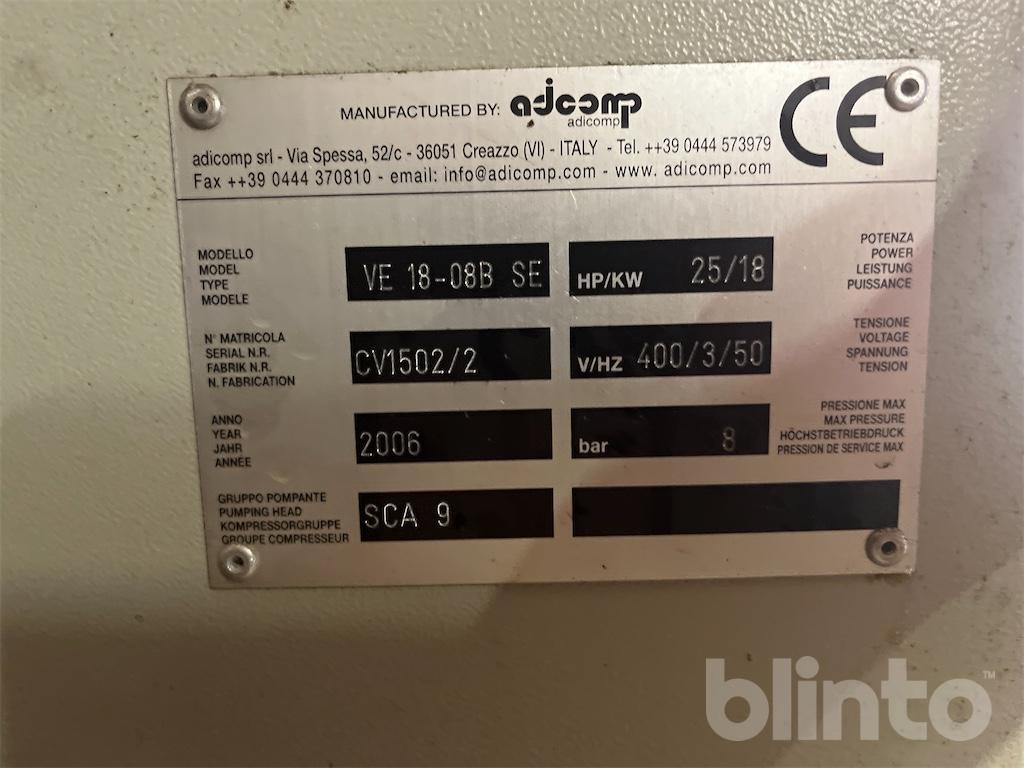 MANUFACTURED BY: adicomp
adicomp
CE
adicomp srl - Via Spessa, 52/c - 36051 Creazzo (VI) - ITALY - Tel. ++39 0444 573979
Fax ++39 0444 370810 - email: info@adicomp.com - www. adicomp.com
MODELLO
MODEL
TYPE
MODELE
VE 18-08B SE
HP/KW 25/18
POTENZA
POWER
LEISTUNG
PUISSANCE
N° MATRICOLA
SERIAL N.R.
FABRIK N.R.
N. FABRICATION
CV1502/2
V/HZ 400/3/50
TENSIONE
VOLTAGE
SPANNUNG
TENSION
ANNO
YEAR
JAHR
ANNÉE
2006
bar 8
PRESSIONE MAX
MAX PRESSURE
HÖCHSTBETRIEBDRUCK
PRESSION DE SERVICE MAX
GRUPPO POMPANTE
PUMPING HEAD
KOMPRESSORGRUPPE
GROUPE COMPRESSEUR
SCA 9
blinto™